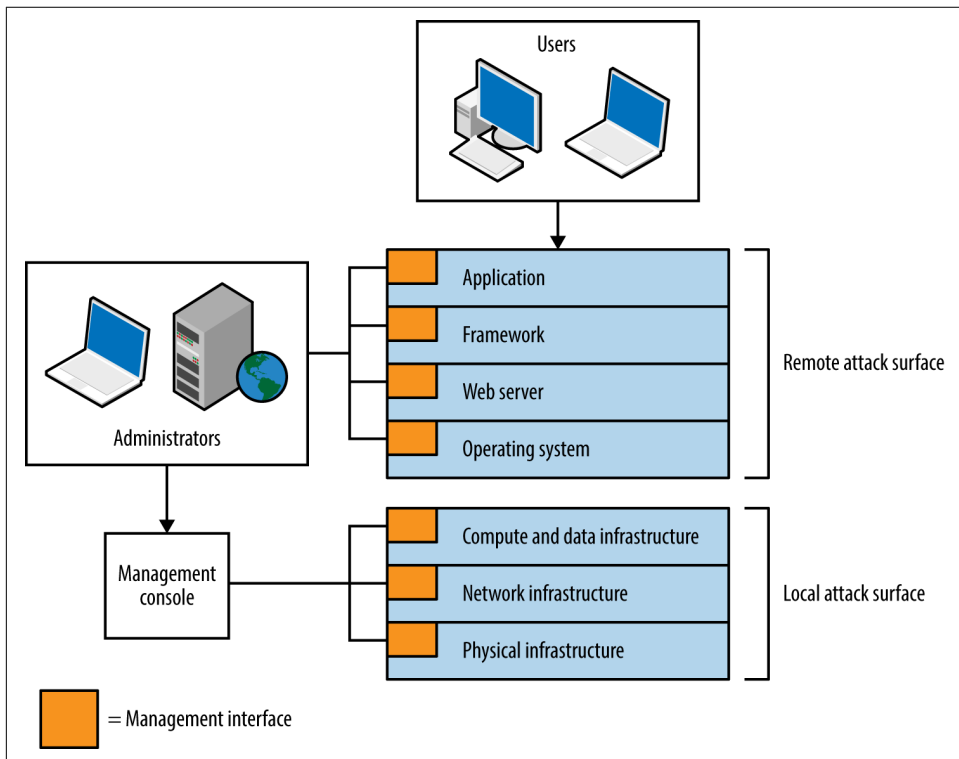 Users
Application
Framework
Web server
Operating system
Remote attack surface
Administrators
Management
console
Compute and data infrastructure
Network infrastructure
Physical infrastructure
Local attack surface
= Management interface